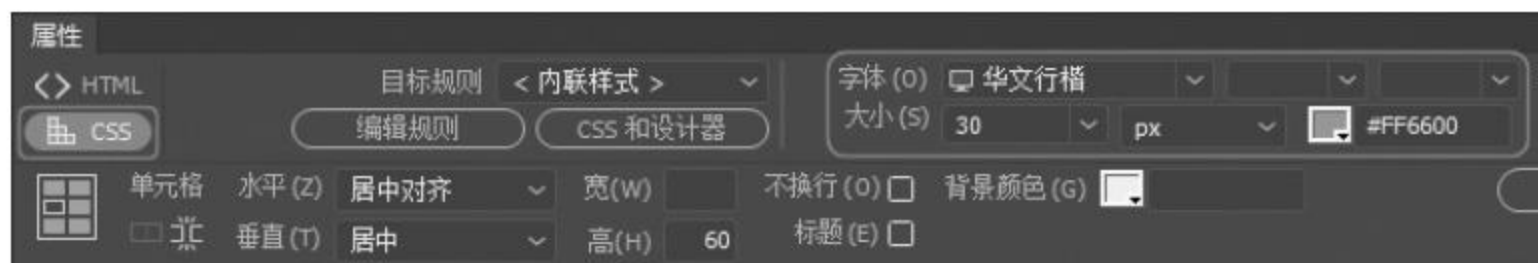 属性
<> HTML 目标规则 < 内联样式 > 字体 (O) 华文行楷
CSS 编辑规则 CSS 和设计器 大小 (S) 30 px #FF6600
单元格 水平 (Z) 居中对齐 宽(W) 不换行 (O) 背景颜色 (G)
垂直 (T) 居中 高(H) 60 标题 (E)